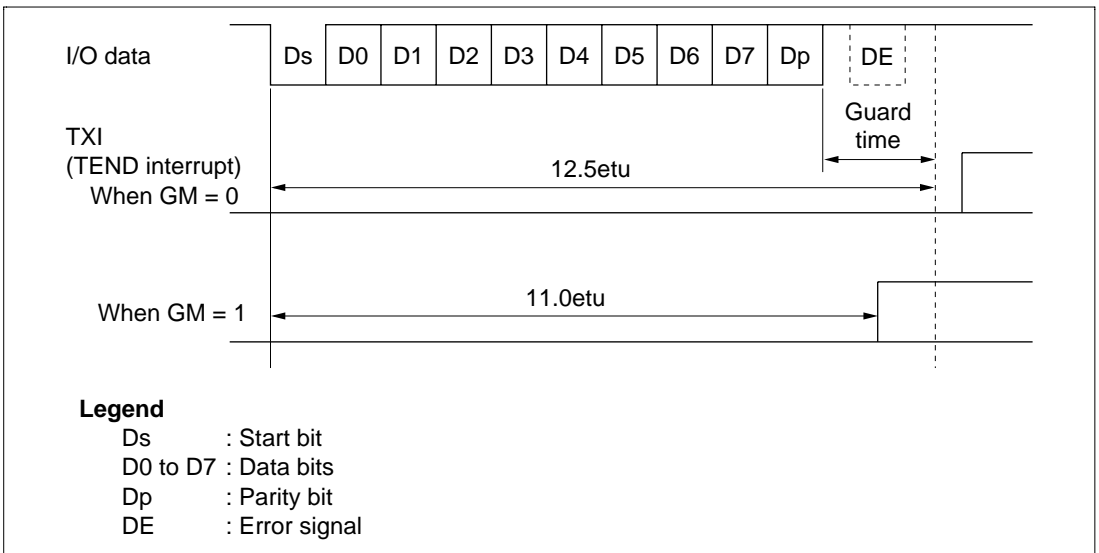 I/O data
Ds D0 D1 D2 D3 D4 D5 D6 D7 Dp DE
Guard
time
TXI
(TEND interrupt)
When GM = 0
12.5etu
When GM = 1
11.0etu
Legend
Ds : Start bit
D0 to D7 : Data bits
Dp : Parity bit
DE : Error signal